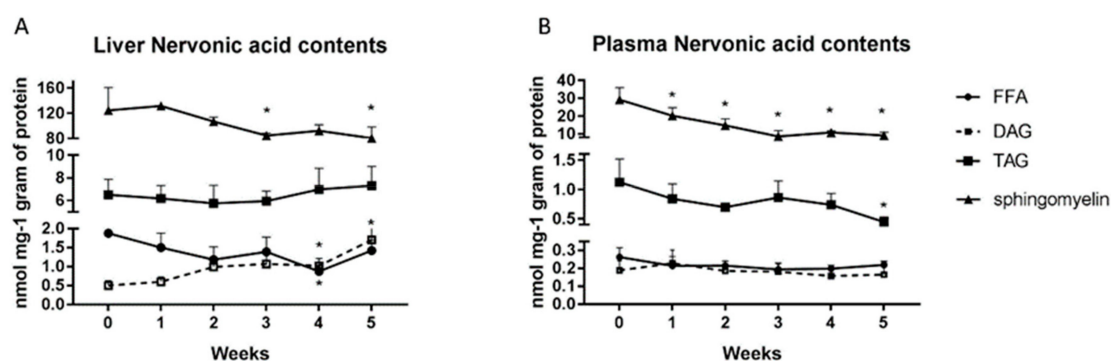 A
Liver Nervonic acid contents
nmol mg-1 gram of protein
160
120
80
10
8
6
2.0
1.5
1.0
0.5
0.0
* *
*
*
*
0 1 2 3 4 5
Weeks
B
Plasma Nervonic acid contents
nmol mg-1 gram of protein
40
30
20
10
1.5
1.0
0.5
0.3
0.2
0.1
0.0
* * * * *
*
0 1 2 3 4 5
Weeks
FFA
DAG
TAG
sphingomyelin